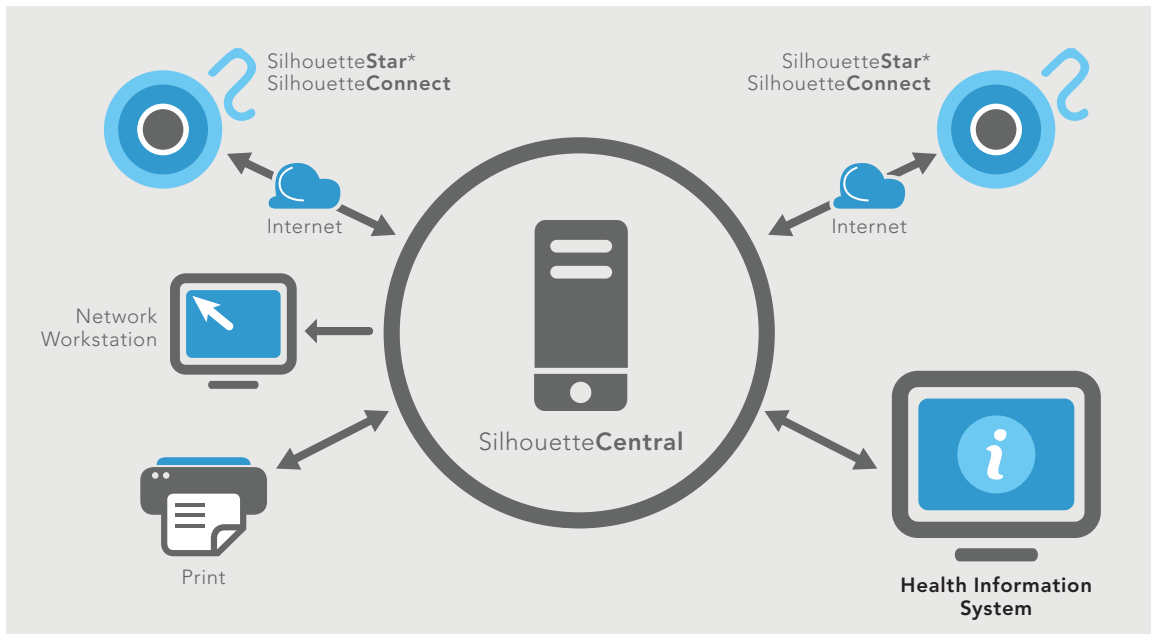 SilhouetteStar*
SilhouetteConnect
SilhouetteStar*
SilhouetteConnect
Internet
Internet
Network
Workstation
SilhouetteCentral
Print
Health Information
System